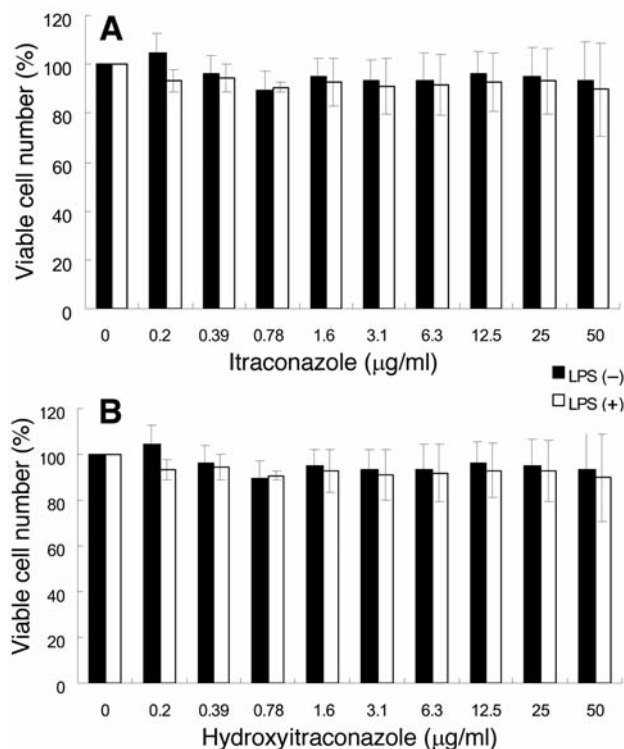 A
Viable cell number (%)
120
100
80
60
40
20
0
0 0.2 0.39 0.78 1.6 3.1 6.3 12.5 25 50
Itraconazole (μg/ml)
LPS (−)
LPS (+)
B
Viable cell number (%)
120
100
80
60
40
20
0
0 0.2 0.39 0.78 1.6 3.1 6.3 12.5 25 50
Hydroxyitraconazole (μg/ml)